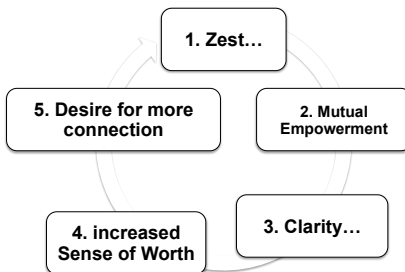 1. Zest…
2. Mutual
Empowerment
3. Clarity…
4. increased
Sense of Worth
5. Desire for more
connection